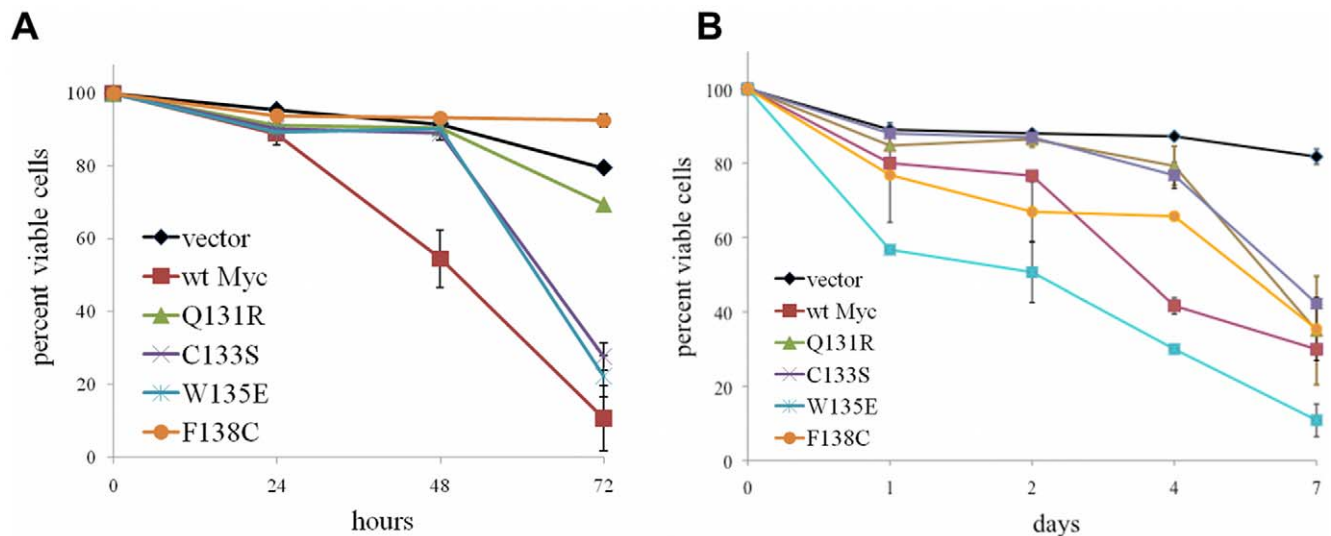 A
percent viable cells
100
80
60
40
20
0
vector
wt Myc
Q131R
C133S
W135E
F138C
0 24 48 72
hours
B
percent viable cells
100
80
60
40
20
0
vector
wt Myc
Q131R
C133S
W135E
F138C
0 1 2 4 7
days